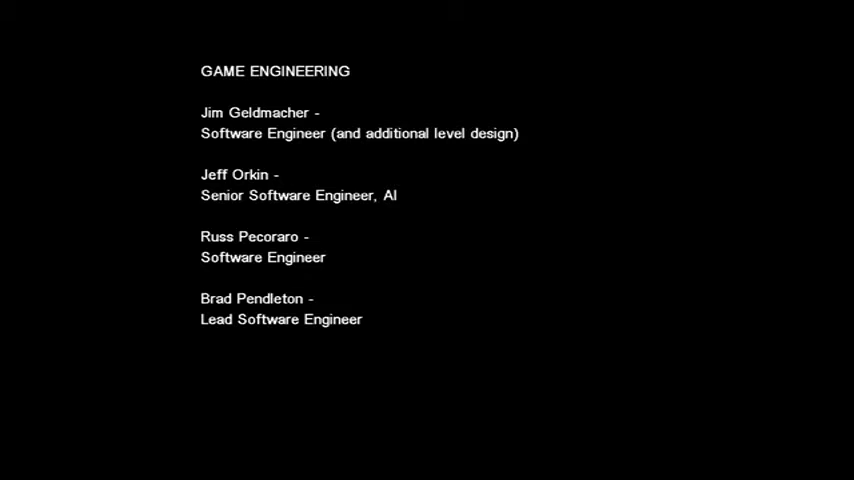 GAME ENGINEERING
Jim Geldmacher -
Software Engineer (and additional level design)
Jeff Orkin -
Senior Software Engineer, AI
Russ Pecoraro -
Software Engineer
Brad Pendleton -
Lead Software Engineer